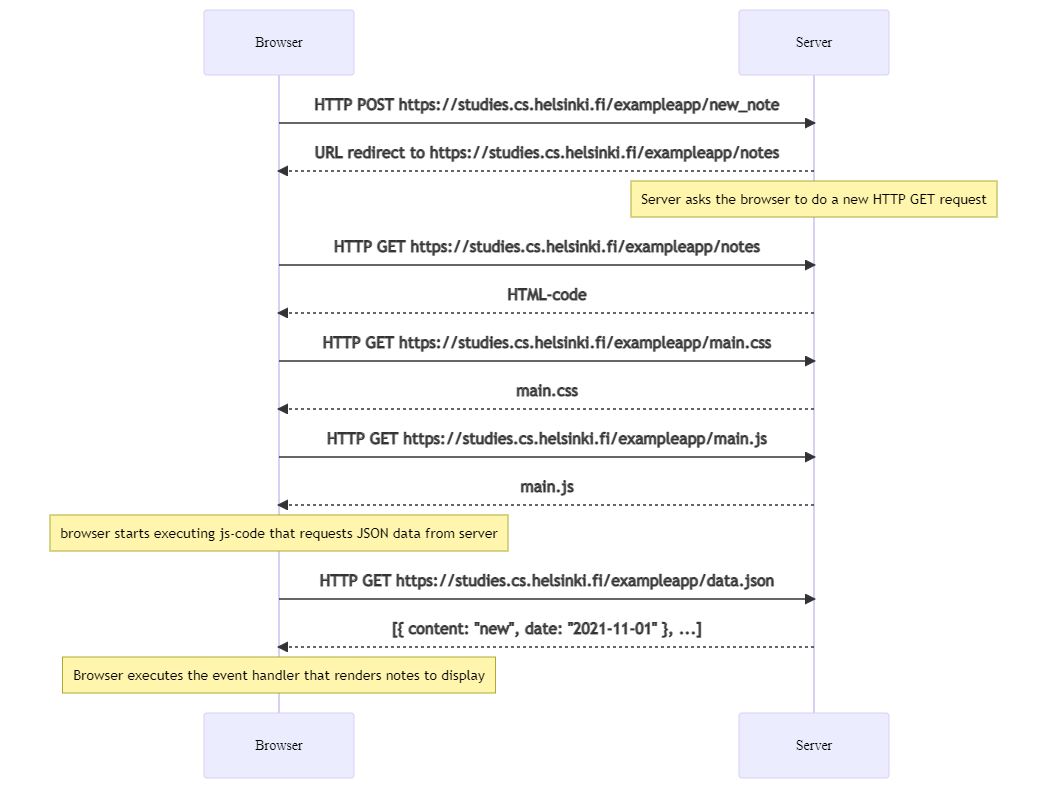 Browser
Server
HTTP POST https://studies.cs.helsinki.fi/exampleapp/new_note
URL redirect to https://studies.cs.helsinki.fi/exampleapp/notes
Server asks the browser to do a new HTTP GET request
HTTP GET https://studies.cs.helsinki.fi/exampleapp/notes
HTML-code
HTTP GET https://studies.cs.helsinki.fi/exampleapp/main.css
main.css
HTTP GET https://studies.cs.helsinki.fi/exampleapp/main.js
main.js
browser starts executing js-code that requests JSON data from server
HTTP GET https://studies.cs.helsinki.fi/exampleapp/data.json
[{ content: "new", date: "2021-11-01" }, ...]
Browser executes the event handler that renders notes to display
Browser
Server